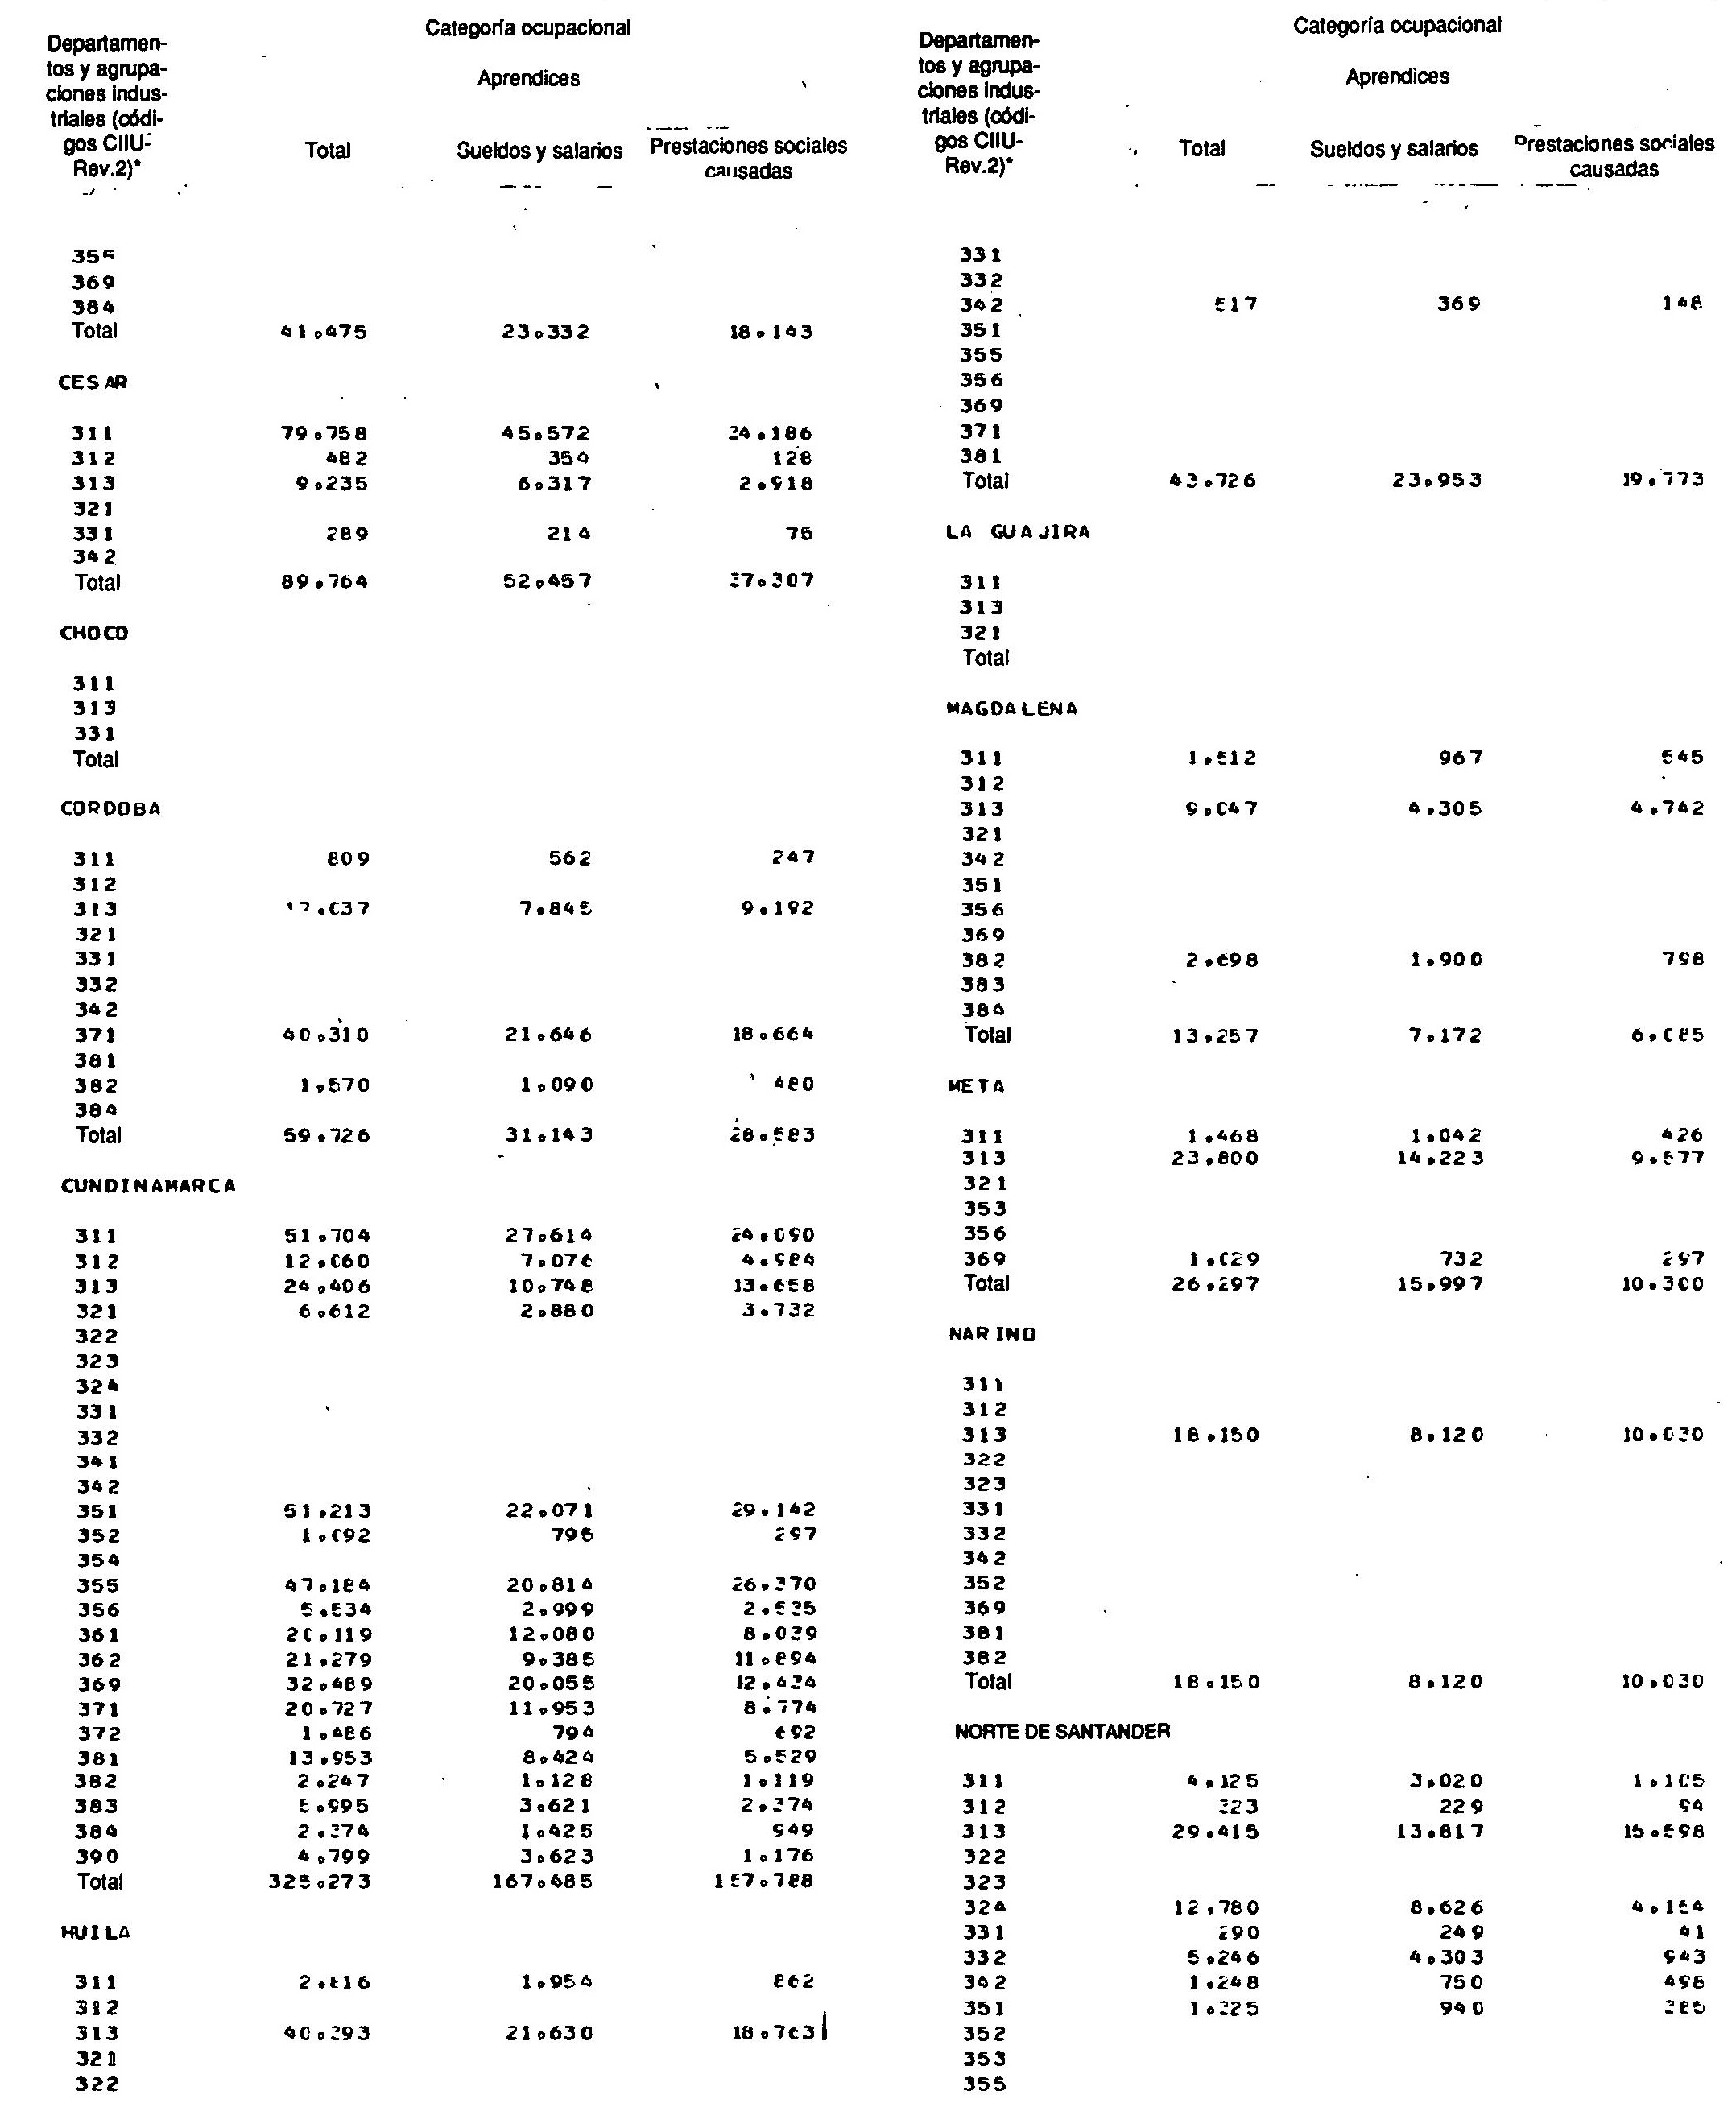 Departamen-
tos y agrupa-
ciones indus-
triales (códi-
gos CIIU-
Rev.2)*
Categoría ocupacional
Aprendices
Total Sueldos y salarios Prestaciones sociales
causadas
355
369
384
Total 41.475 23.332 18.143
CESAR
311 79.758 45.572 34.186
312 482 354 128
313 9.235 6.317 2.918
321
331 289 214 75
342
Total 89.764 52.457 37.307
CHOCO
311
313
331
Total
CORDOBA
311 809 562 247
312
313 17.037 7.845 9.192
321
331
332
342
371 40.310 21.646 18.664
381
382 1.570 1.090 480
384
Total 59.726 31.143 28.583
CUNDINAMARCA
311 51.704 27.614 24.090
312 12.060 7.076 4.984
313 24.406 10.748 13.658
321 6.612 2.880 3.732
322
323
324
331
332
341
342
351 51.213 22.071 29.142
352 1.092 795 297
354
355 47.184 20.814 26.370
356 5.534 2.999 2.535
361 20.119 12.080 8.039
362 21.279 9.385 11.894
369 32.489 20.055 12.434
371 20.727 11.953 8.774
372 1.486 794 692
381 13.953 8.424 5.529
382 2.247 1.128 1.119
383 5.995 3.621 2.374
384 2.374 1.425 949
390 4.799 3.623 1.176
Total 325.273 167.485 157.788
HUILA
311 2.816 1.954 862
312
313 40.393 21.630 18.763
321
322
Departamen-
tos y agrupa-
ciones indus-
triales (códi-
gos CIIU-
Rev.2)*
Categoría ocupacional
Aprendices
Total Sueldos y salarios Prestaciones sociales
causadas
331
332
342 517 369 148
351
355
356
369
371
381
Total 43.726 23.953 19.773
LA GUAJIRA
311
313
321
Total
MAGDALENA
311 1.512 967 545
312
313 9.047 4.305 4.742
321
342
351
356
369
382 2.698 1.900 798
383
384
Total 13.257 7.172 6.085
META
311 1.468 1.042 426
313 23.800 14.223 9.577
321
353
356
369 1.029 732 297
Total 26.297 15.997 10.300
NARINO
311
312
313 18.150 8.120 10.030
322
323
331
332
342
352
369
381
382
Total 18.150 8.120 10.030
NORTE DE SANTANDER
311 4.125 3.020 1.105
312 323 229 94
313 29.415 13.817 15.598
322
323
324 12.780 8.626 4.154
331 290 249 41
332 5.246 4.303 943
342 1.248 750 498
351 1.325 940 385
352
353
355